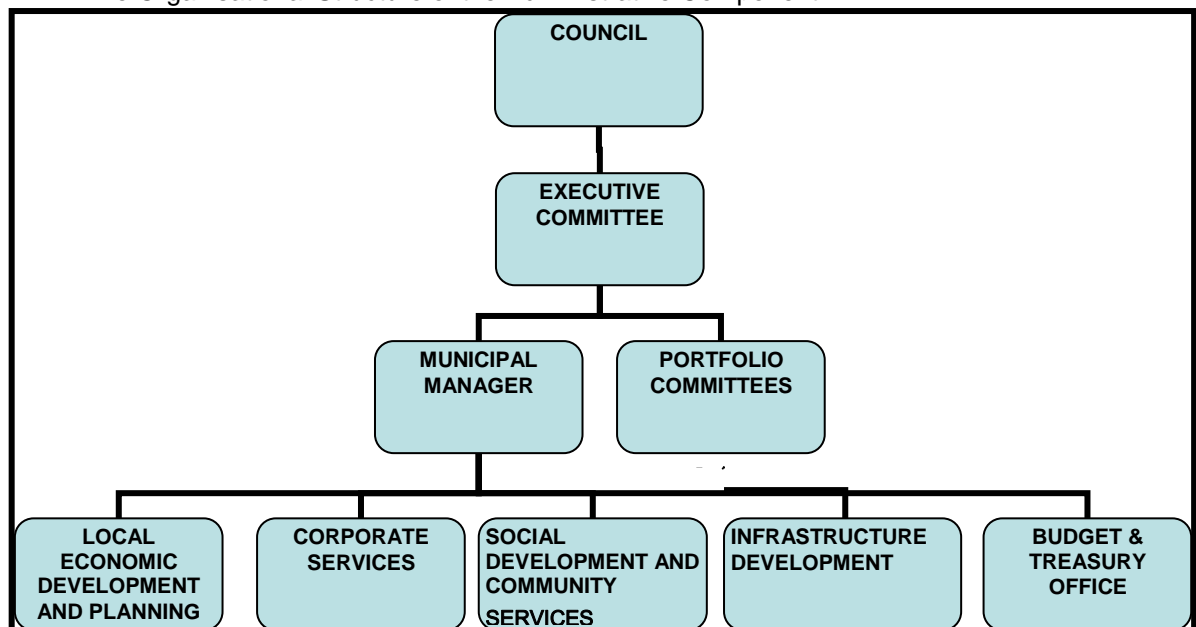 COUNCIL
EXECUTIVE
COMMITTEE
MUNICIPAL
MANAGER
PORTFOLIO
COMMITTEES
LOCAL
ECONOMIC
DEVELOPMENT
AND PLANNING
CORPORATE
SERVICES
SOCIAL
DEVELOPMENT AND
COMMUNITY
SERVICES
INFRASTRUCTURE
DEVELOPMENT
BUDGET &
TREASURY
OFFICE